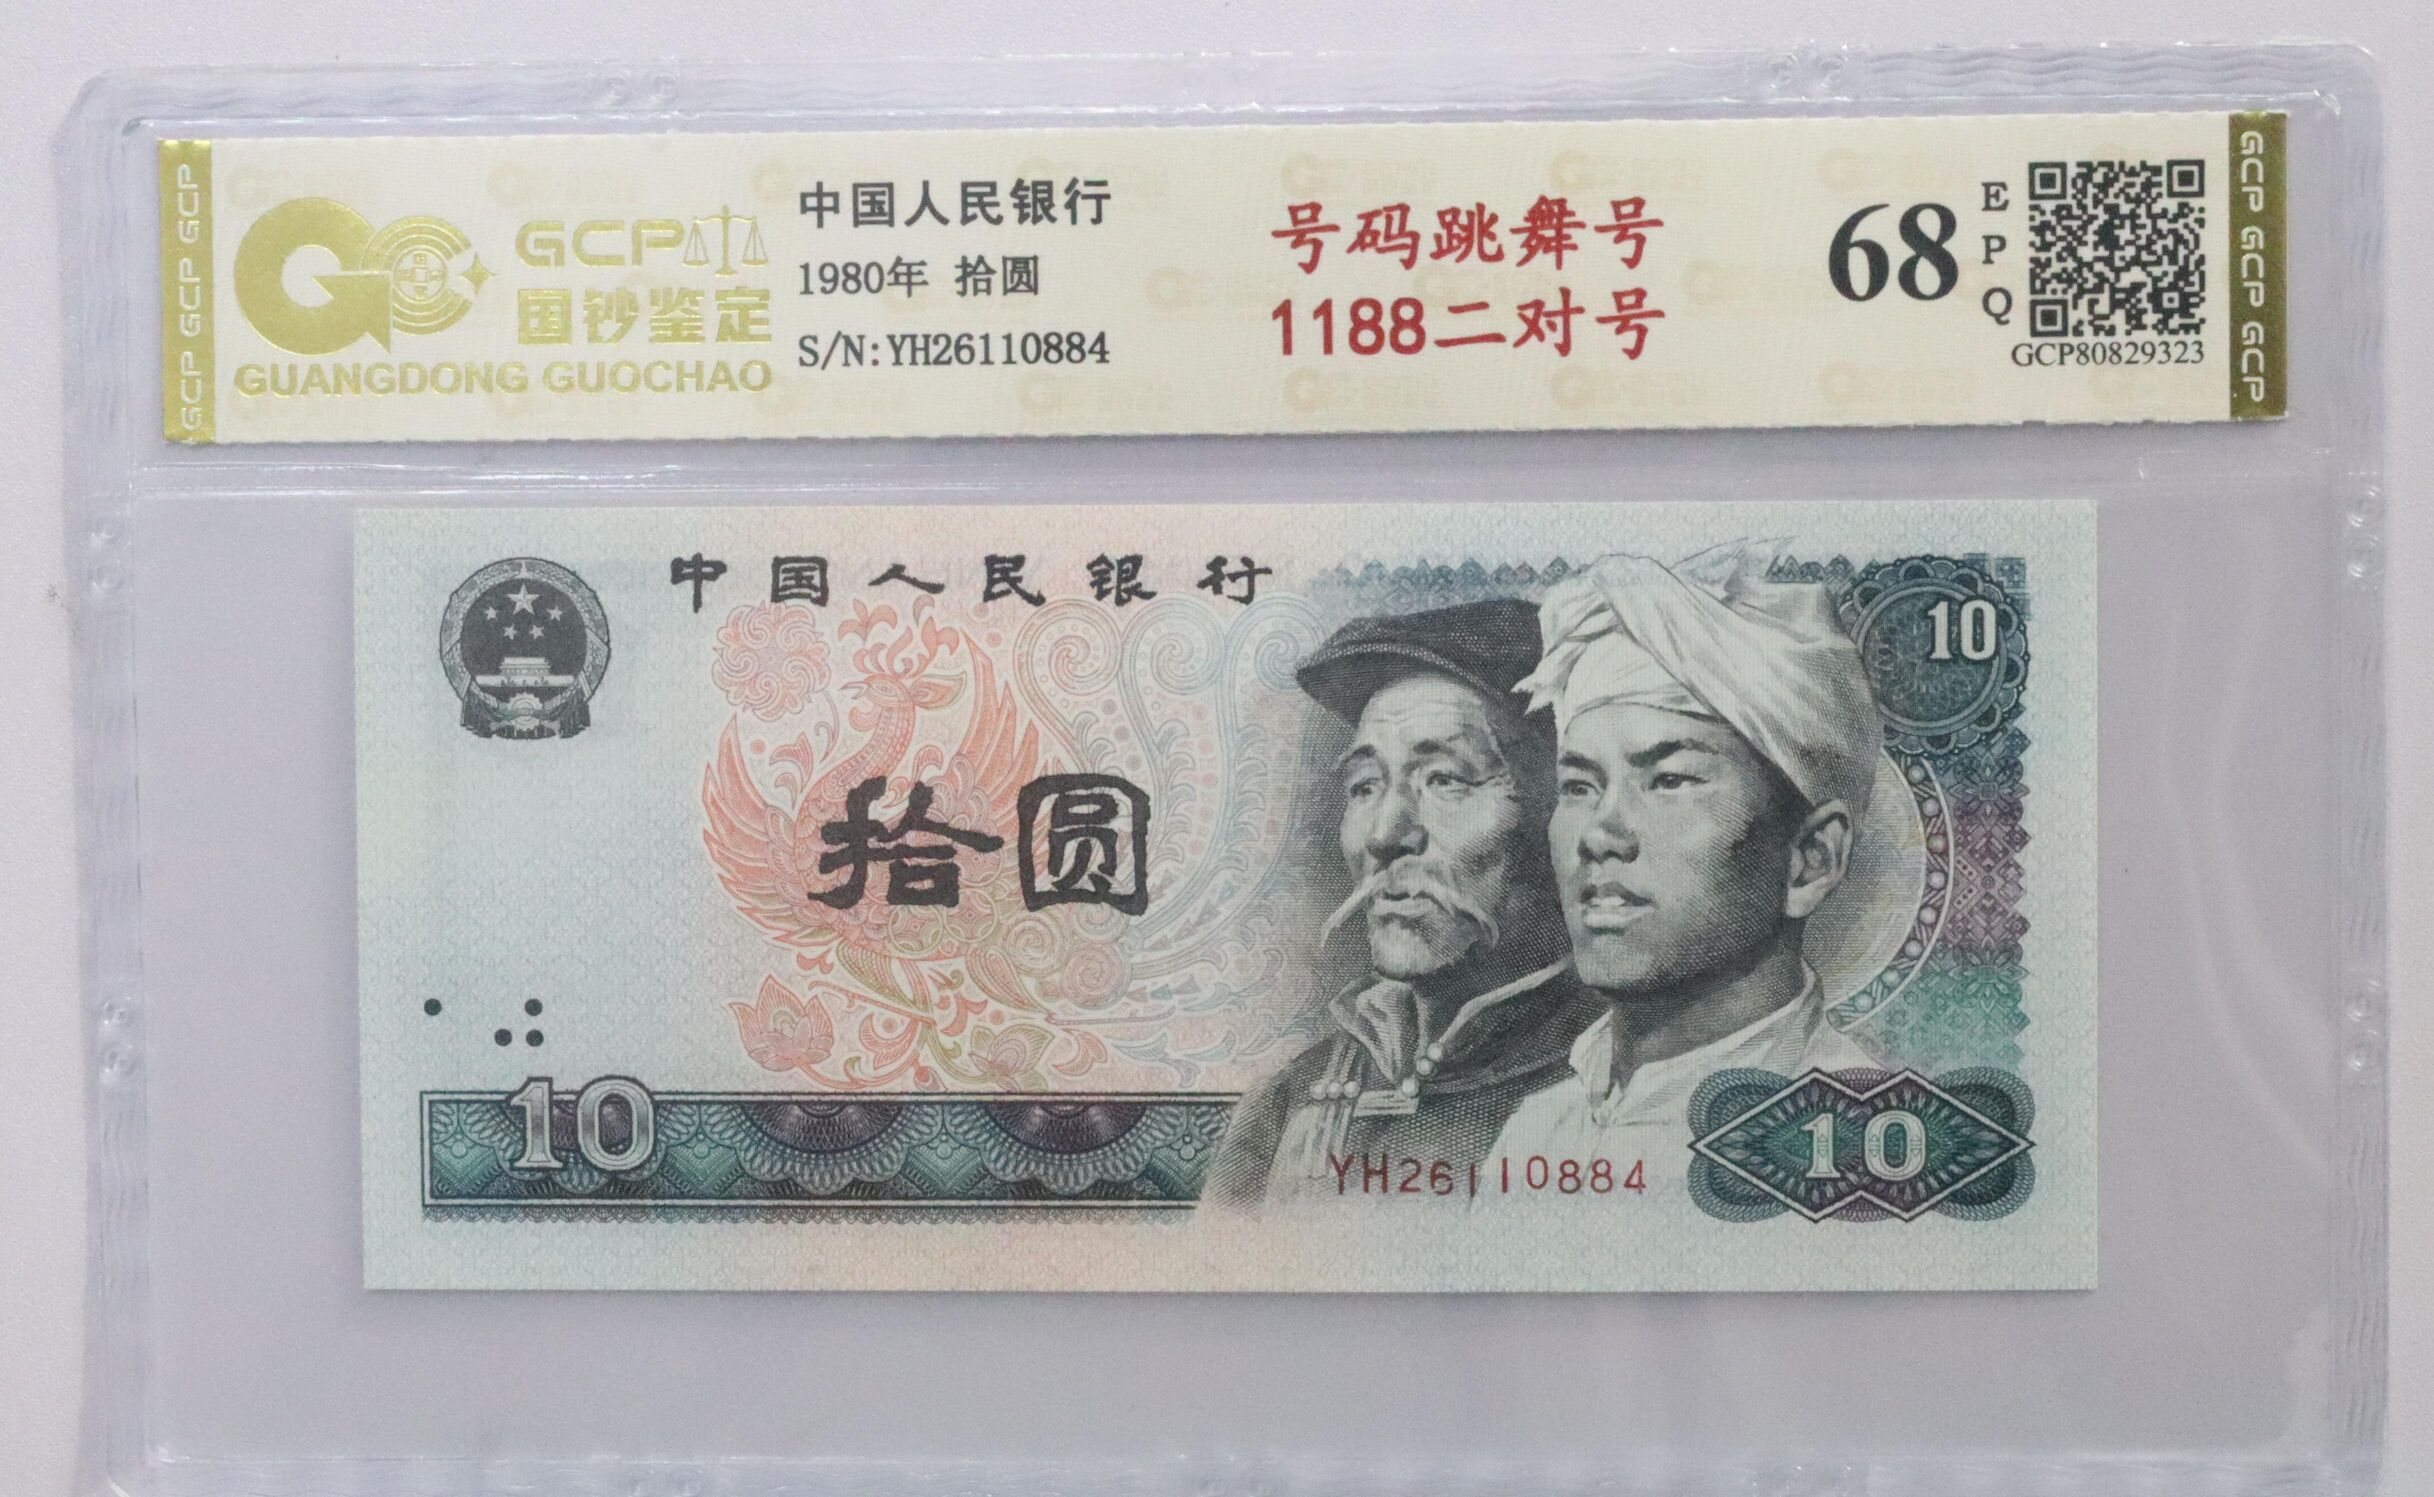 GCP GCP GCP
GCP
国钞鉴定
GUANGDONG GUOCHAO
中国人民银行
1980年 拾圆
S/N:YH26110884
号码跳舞号
1188二对号
68
EPQ
GCP80829323
GCP GCP GCP
中国人民银行
10
拾圆
10
YH26110884
10